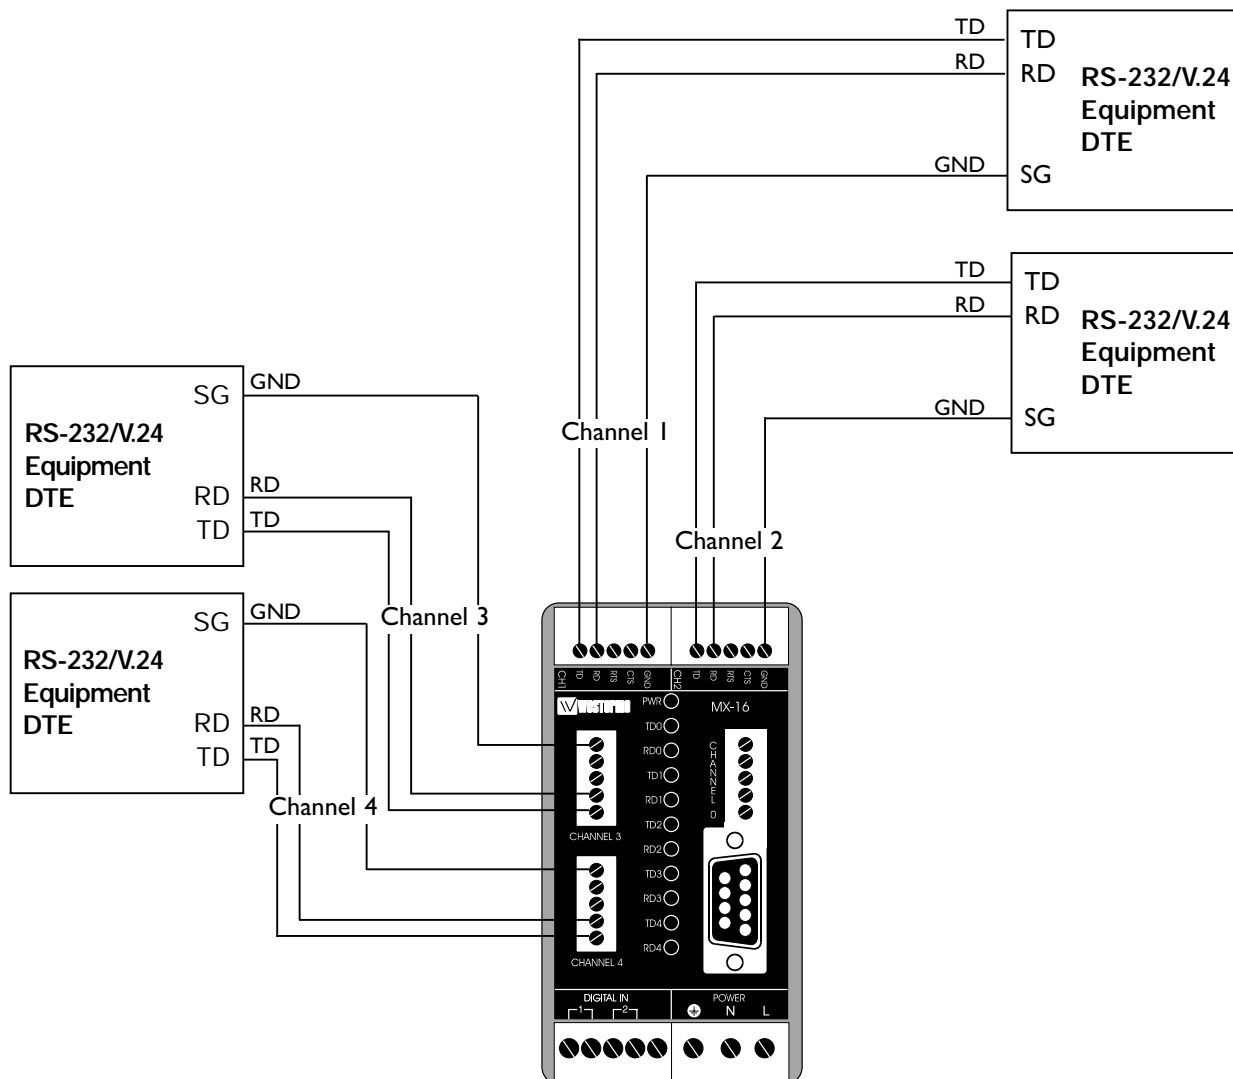 TD
TD
RD
RD
RS-232/V.24
Equipment
DTE
GND
SG
TD
TD
RD
RD
RS-232/V.24
Equipment
DTE
GND
SG
Channel 1
Channel 2
SG
GND
RS-232/V.24
Equipment
DTE
RD
RD
TD
TD
Channel 3
SG
GND
RS-232/V.24
Equipment
DTE
RD
RD
TD
TD
Channel 4
CH1 TD RD RTS CTS GND
CH2 TD RD RTS CTS GND
WESTERMO
MX-16
PWR
TD0
RD0
TD1
RD1
TD2
RD2
TD3
RD3
TD4
RD4
CHANNEL 0
CHANNEL 3
CHANNEL 4
DIGITAL IN
1 2
POWER
N L